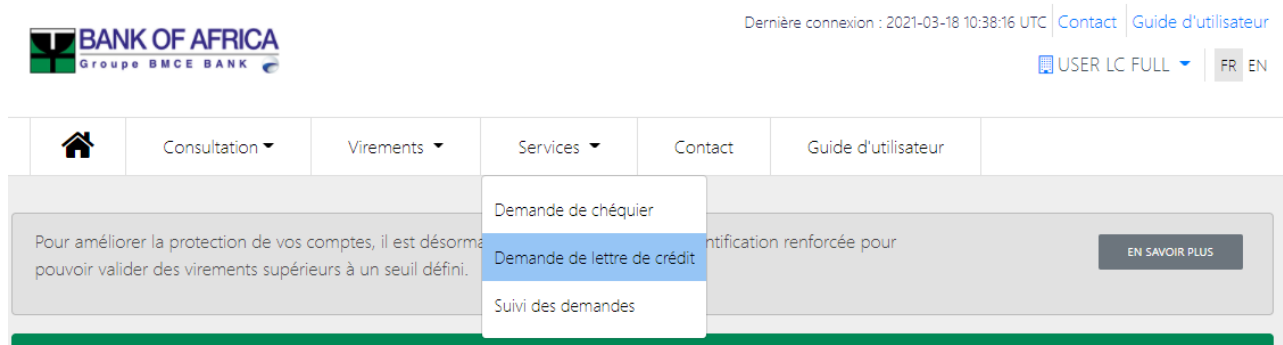 BANK OF AFRICA
Groupe BMCE BANK
Dernière connexion : 2021-03-18 10:38:16 UTC Contact Guide d'utilisateur
USER LC FULL FR EN
Consultation Virements Services Contact Guide d'utilisateur
Demande de chéquier
Demande de lettre de crédit
Suivi des demandes
Pour améliorer la protection de vos comptes, il est désorma ntification renforcée pour
pouvoir valider des virements supérieurs à un seuil défini.
EN SAVOIR PLUS